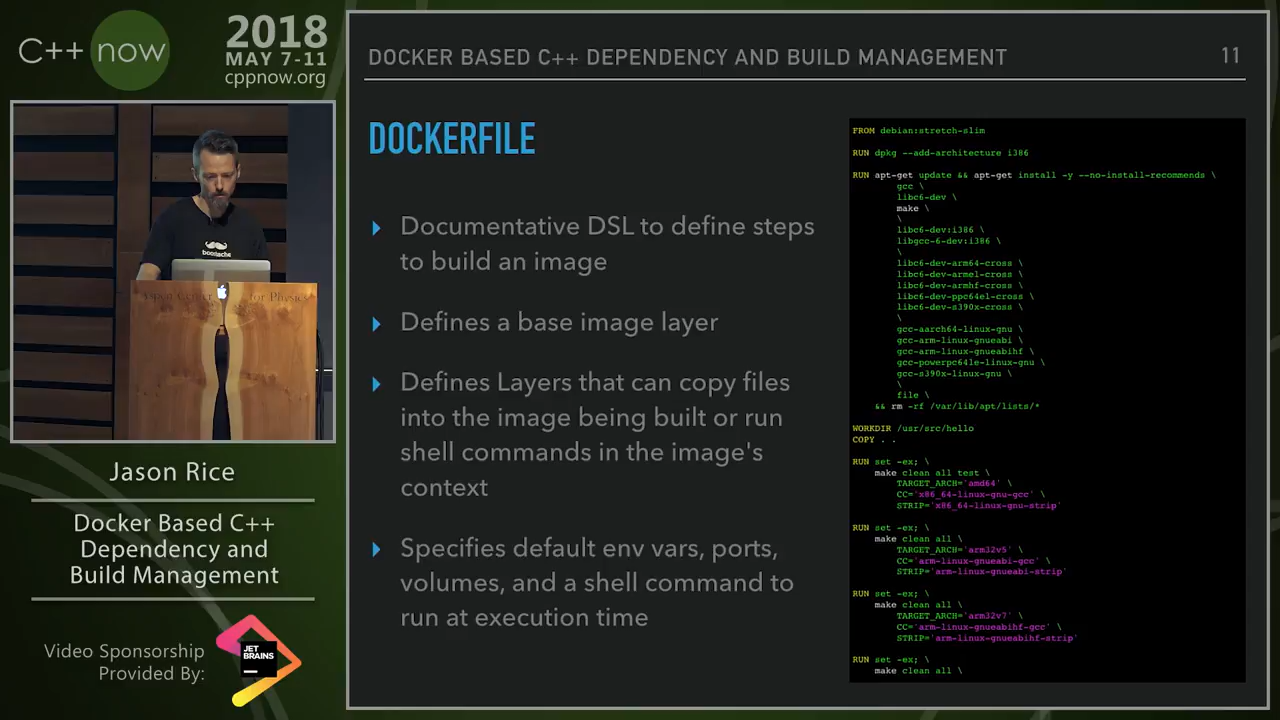 C++ now
2018
MAY 7-11
cppnow.org
boostache
for Physics
Jason Rice
Docker Based C++
Dependency and
Build Management
Video Sponsorship
Provided By:
JET
BRAINS
DOCKER BASED C++ DEPENDENCY AND BUILD MANAGEMENT
11
DOCKERFILE
Documentative DSL to define steps
to build an image
Defines a base image layer
Defines Layers that can copy files
into the image being built or run
shell commands in the image's
context
Specifies default env vars, ports,
volumes, and a shell command to
run at execution time
FROM debian:stretch-slim
RUN dpkg --add-architecture i386
RUN apt-get update && apt-get install -y --no-install-recommends \
gcc \
libc6-dev \
make \
\
libc6-dev:i386 \
libgcc-6-dev:i386 \
\
libc6-dev-arm64-cross \
libc6-dev-armel-cross \
libc6-dev-armhf-cross \
libc6-dev-ppc64el-cross \
libc6-dev-s390x-cross \
\
gcc-aarch64-linux-gnu \
gcc-arm-linux-gnueabi \
gcc-arm-linux-gnueabihf \
gcc-powerpc64le-linux-gnu \
gcc-s390x-linux-gnu \
\
file \
&& rm -rf /var/lib/apt/lists/*
WORKDIR /usr/src/hello
COPY . .
RUN set -ex; \
make clean all test \
TARGET_ARCH='amd64' \
CC='x86_64-linux-gnu-gcc' \
STRIP='x86_64-linux-gnu-strip'
RUN set -ex; \
make clean all \
TARGET_ARCH='arm32v5' \
CC='arm-linux-gnueabi-gcc' \
STRIP='arm-linux-gnueabi-strip'
RUN set -ex; \
make clean all \
TARGET_ARCH='arm32v7' \
CC='arm-linux-gnueabihf-gcc' \
STRIP='arm-linux-gnueabihf-strip'
RUN set -ex; \
make clean all \